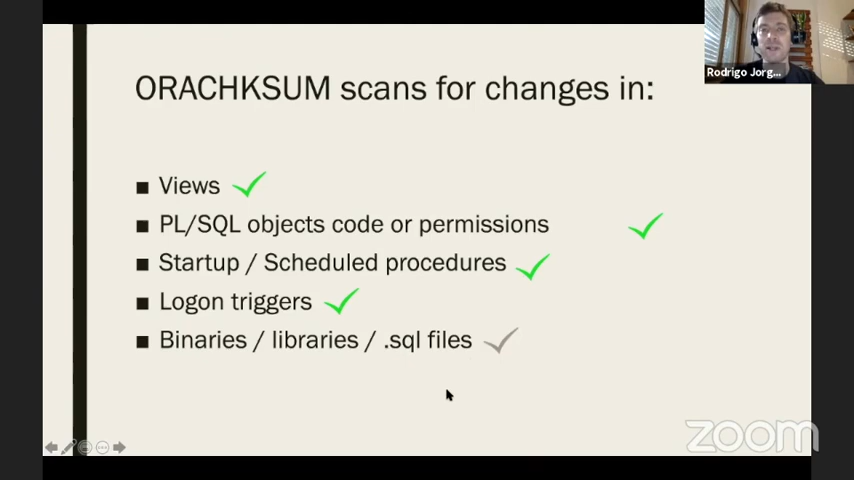 ORACHKSUM scans for changes in:
Rodrigo Jorg...
■ Views
■ PL/SQL objects code or permissions
■ Startup / Scheduled procedures
■ Logon triggers
■ Binaries / libraries / .sql files
zoom